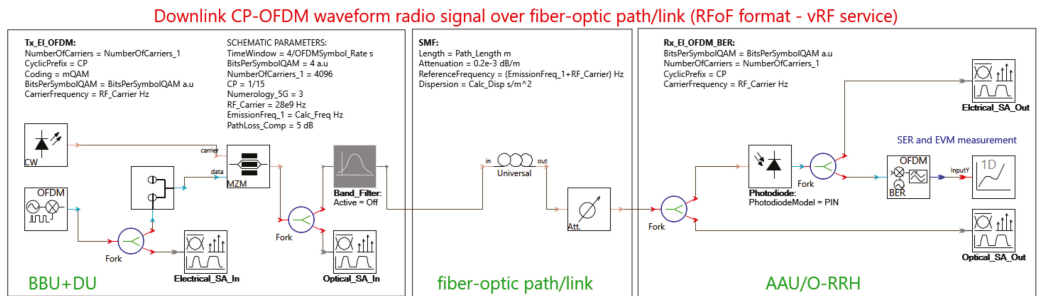 Downlink CP-OFDM waveform radio signal over fiber-optic path/link (RFoF format - vRF service)
Tx_El_OFDM:
NumberOfCarriers = NumberOfCarriers_1
CyclicPrefix = CP
Coding = mQAM
BitsPerSymbolQAM = BitsPerSymbolQAM a.u
CarrierFrequency = RF_Carrier Hz
SCHEMATIC PARAMETERS:
TimeWindow = 4/OFDMSymbol_Rate s
BitsPerSymbolQAM = 4 a.u
NumberOfCarriers_1 = 4096
CP = 1/15
Numerology_5G = 3
RF_Carrier = 28e9 Hz
EmissionFreq_1 = Calc_Freq Hz
PathLoss_Comp = 5 dB
CW
carrier
data
MZM
OFDM
Fork
Electrical_SA_In
Fork
Band_Filter:
Active = Off
Optical_SA_In
BBU+DU
SMF:
Length = Path_Length m
Attenuation = 0.2e-3 dB/m
ReferenceFrequency = (EmissionFreq_1+RF_Carrier) Hz
Dispersion = Calc_Disp s/m^2
in
out
Universal
Att.
fiber-optic path/link
Rx_El_OFDM_BER:
BitsPerSymbolQAM = BitsPerSymbolQAM a.u
NumberOfCarriers = NumberOfCarriers_1
CyclicPrefix = CP
CarrierFrequency = RF_Carrier Hz
Elctrical_SA_Out
SER and EVM measurement
Fork
Photodiode:
PhotodiodeModel = PIN
Fork
OFDM
BER
InputY
1D
Optical_SA_Out
AAU/O-RRH